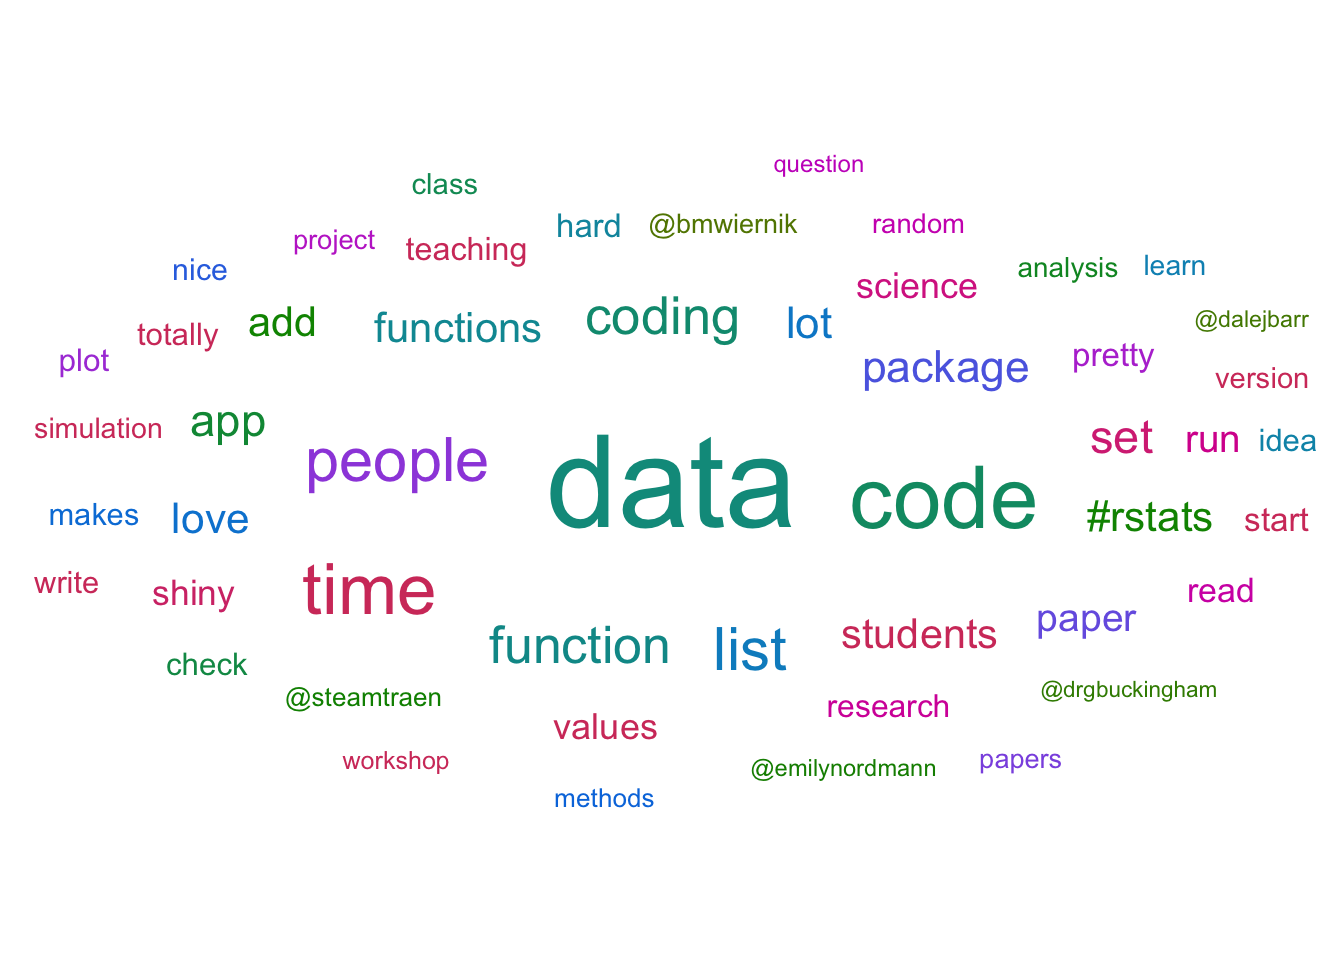 question
class
hard @bmwiernik random
project teaching
nice science analysis learn
totally add functions coding lot @dalejbarr
plot package pretty version
simulation app set run idea
people data code
makes love #rstats start
write shiny time read
check function list students paper
@steamtraen research @drgbuckingham
values
workshop @emilynordmann papers
methods